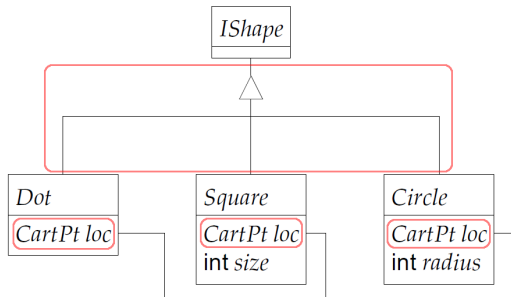 IShape
Dot
CartPt loc
Square
CartPt loc
int size
Circle
CartPt loc
int radius